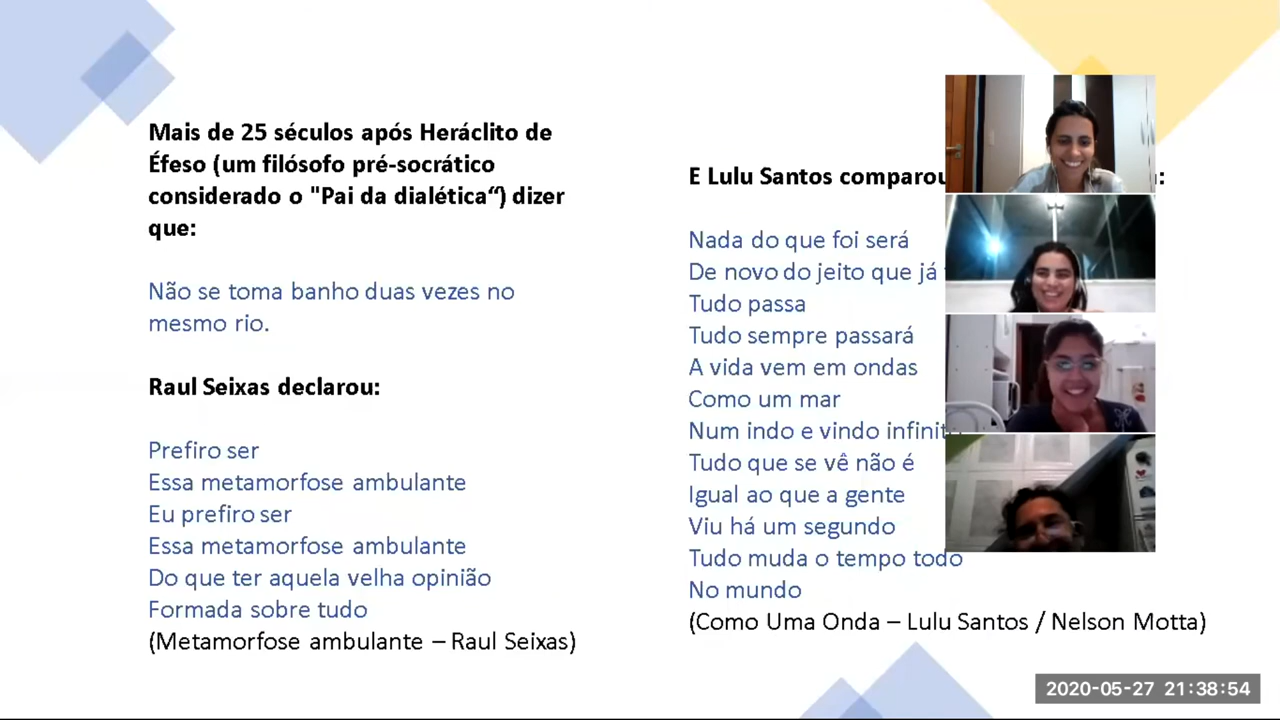 Mais de 25 séculos após Heráclito de
Éfeso (um filósofo pré-socrático
considerado o "Pai da dialética“) dizer
que:
Não se toma banho duas vezes no
mesmo rio.
Raul Seixas declarou:
Prefiro ser
Essa metamorfose ambulante
Eu prefiro ser
Essa metamorfose ambulante
Do que ter aquela velha opinião
Formada sobre tudo
(Metamorfose ambulante – Raul Seixas)
E Lulu Santos comparou
Nada do que foi será
De novo do jeito que já
Tudo passa
Tudo sempre passará
A vida vem em ondas
Como um mar
Num indo e vindo infinito
Tudo que se vê não é
Igual ao que a gente
Viu há um segundo
Tudo muda o tempo todo
No mundo
(Como Uma Onda – Lulu Santos / Nelson Motta)
2020-05-27 21:38:54